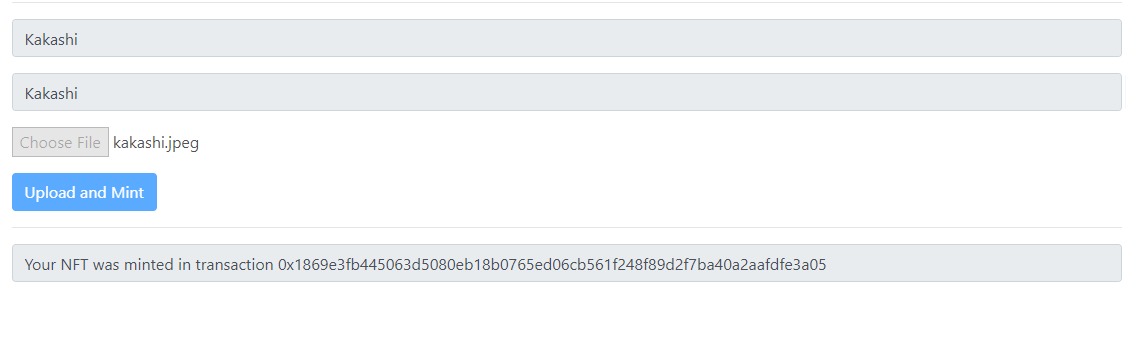 Kakashi
Kakashi
Choose File kakashi.jpeg
Upload and Mint
Your NFT was minted in transaction 0x1869e3fb445063d5080eb18b0765ed06cb561f248f89d2f7ba40a2aafdfe3a05